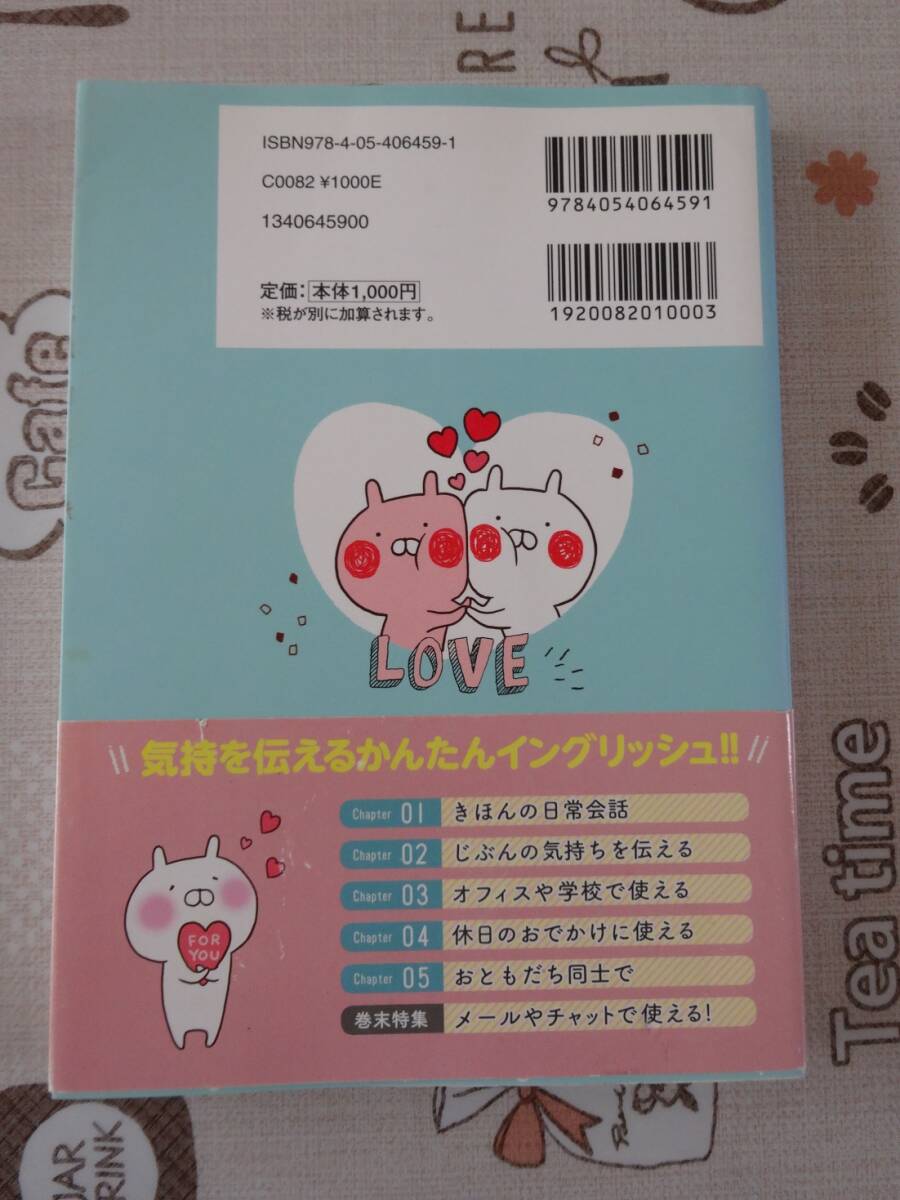 RE
ISBN978-4-05-406459-1
C0082 ¥1000E
1340645900
9784054064591
定価：本体1,000円
※税が別に加算されます。
1920082010003
Cafe
LOVE
気持を伝えるかんたんイングリッシュ!!
Chapter 01 きほんの日常会話
Chapter 02 じぶんの気持ちを伝える
Chapter 03 オフィスや学校で使える
Chapter 04 休日のおでかけに使える
Chapter 05 おともだち同士で
巻末特集 メールやチャットで使える!
FOR
YOU
Tea time